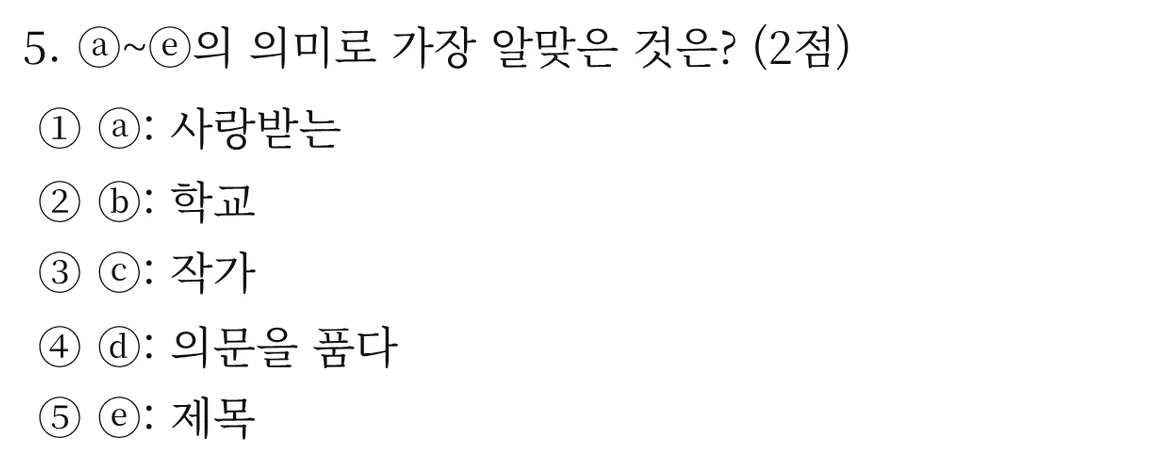 5. ⓐ~ⓔ의 의미로 가장 알맞은 것은? (2점)
① ⓐ: 사랑받는
② ⓑ: 학교
③ ⓒ: 작가
④ ⓓ: 의문을 품다
⑤ ⓔ: 제목